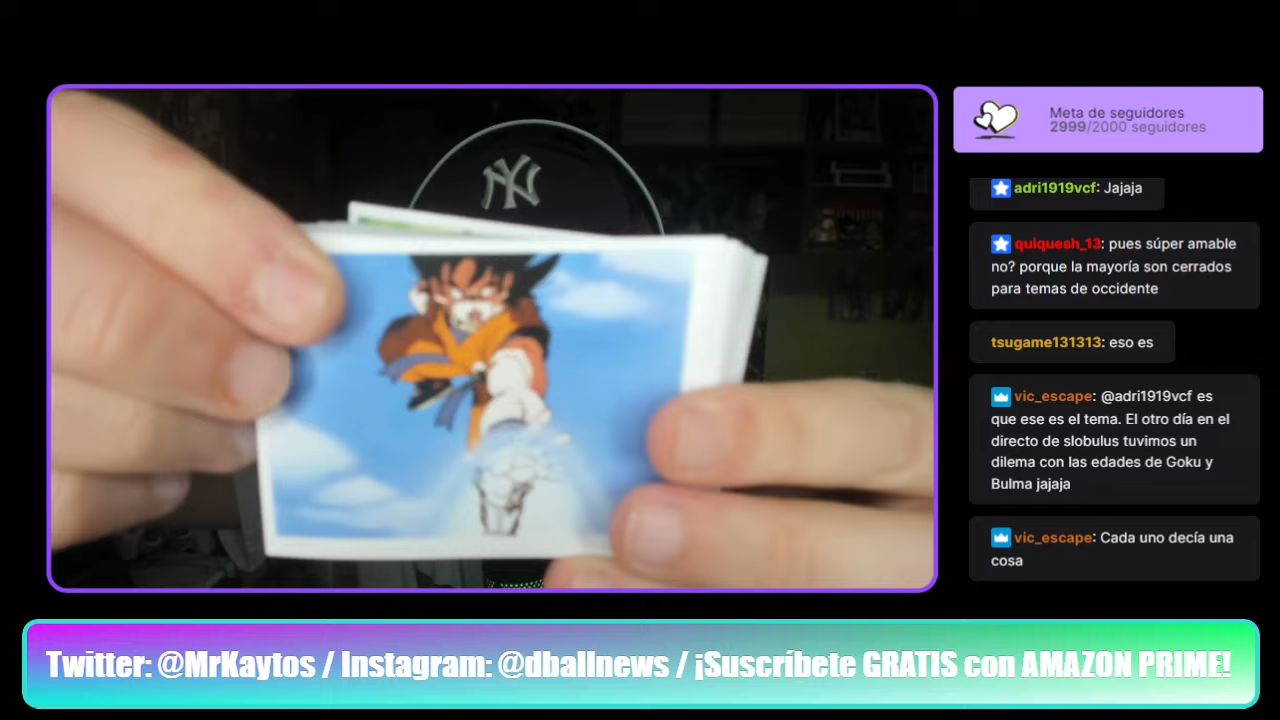 NY
Meta de seguidores
2999/2000 seguidores
adri1919vcf: Jajaja
quiquesh_13: pues súper amable
no? porque la mayoría son cerrados
para temas de occidente
tsugame131313: eso es
vic_escape: @adri1919vcf es
que ese es el tema. El otro día en el
directo de slobulus tuvimos un
dilema con las edades de Goku y
Bulma jajaja
vic_escape: Cada uno decía una
cosa
Twitter: @MrKaytos / Instagram: @dballnews / ¡Suscríbete GRATIS con AMAZON PRIME!